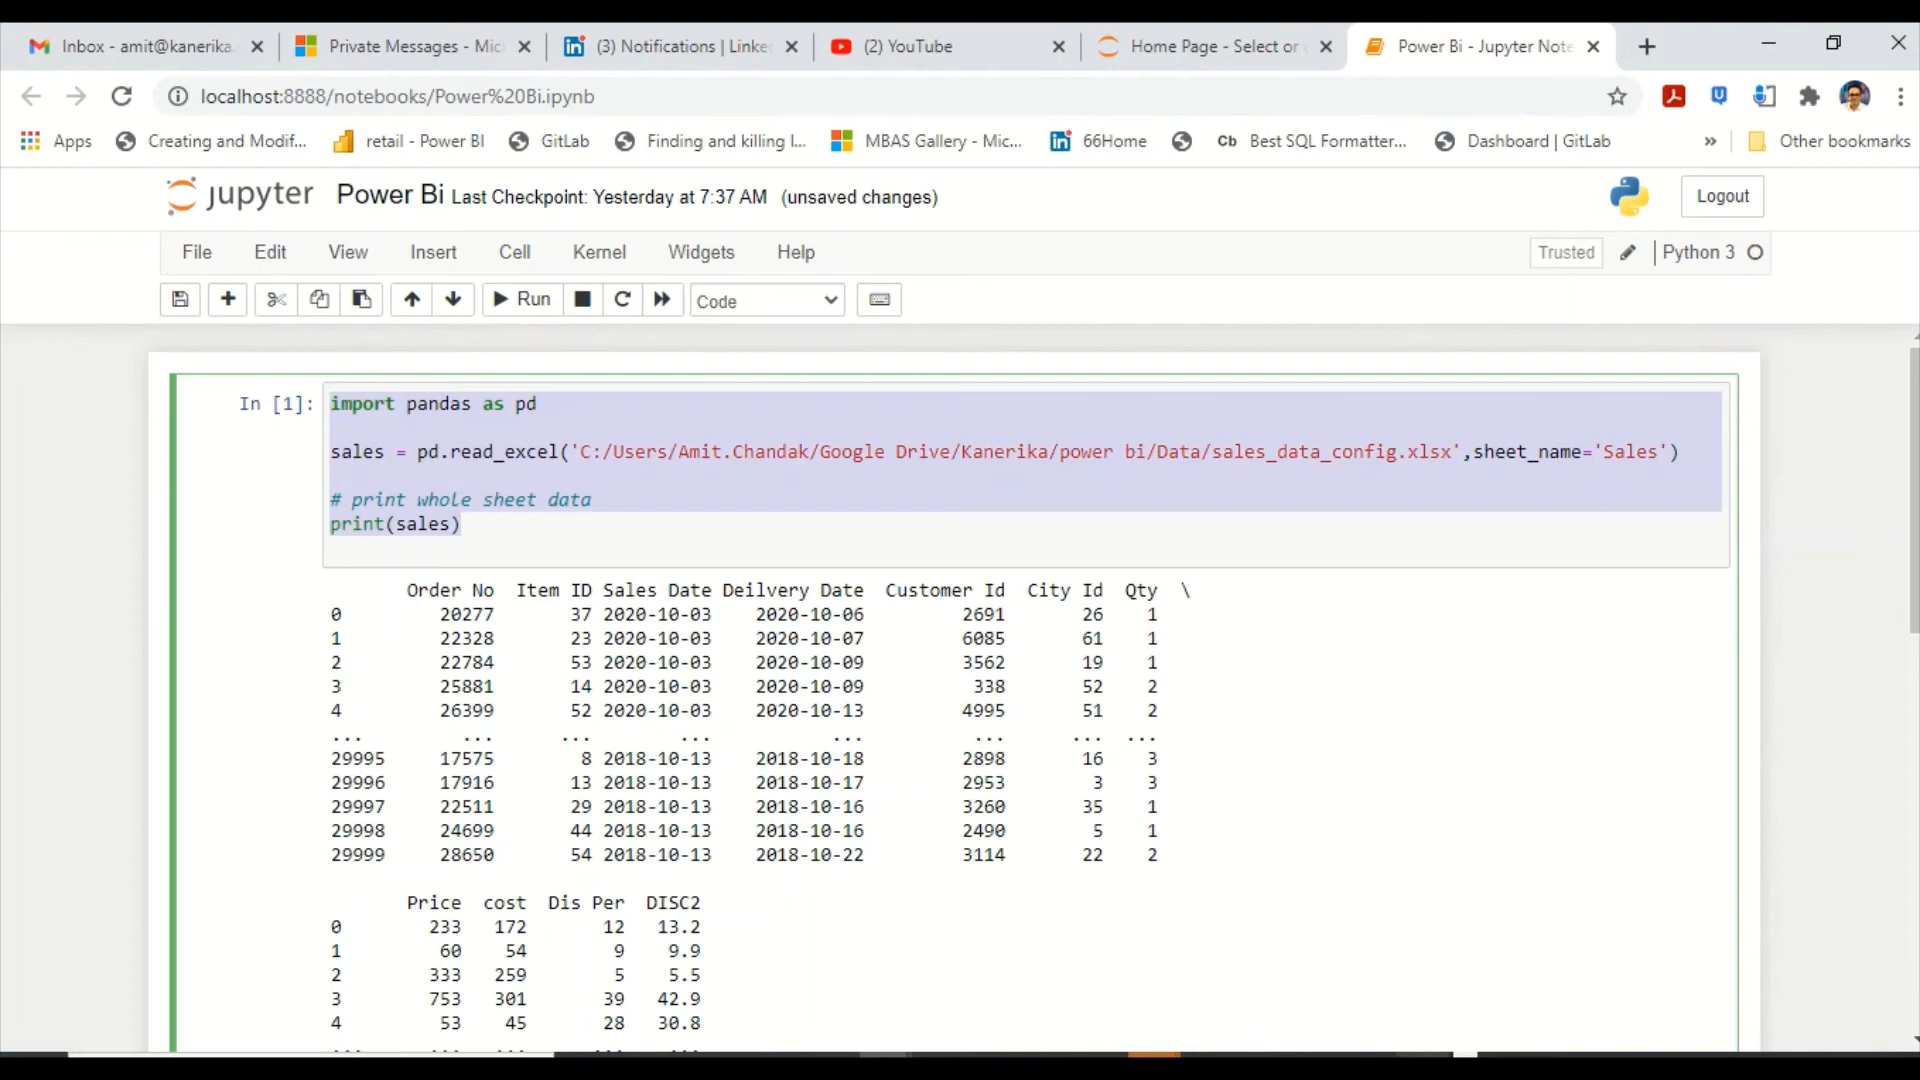 Inbox - amit@kanerika. Private Messages - Mic (3) Notifications | Linke (2) YouTube Home Page - Select or Power Bi - Jupyter Note
localhost:8888/notebooks/Power%20Bi.ipynb
Apps Creating and Modif... retail - Power BI GitLab Finding and killing l... MBAS Gallery - Mic... 66Home Cb Best SQL Formatter... Dashboard | GitLab » Other bookmarks
jupyter Power Bi Last Checkpoint: Yesterday at 7:37 AM (unsaved changes) Logout
File Edit View Insert Cell Kernel Widgets Help Trusted Python 3
Run Code
In [1]: import pandas as pd
sales = pd.read_excel('C:/Users/Amit.Chandak/Google Drive/Kanerika/power bi/Data/sales_data_config.xlsx',sheet_name='Sales')
# print whole sheet data
print(sales)
Order No Item ID Sales Date Deilvery Date Customer Id City Id Qty \
0 20277 37 2020-10-03 2020-10-06 2691 26 1
1 22328 23 2020-10-03 2020-10-07 6085 61 1
2 22784 53 2020-10-03 2020-10-09 3562 19 1
3 25881 14 2020-10-03 2020-10-09 338 52 2
4 26399 52 2020-10-03 2020-10-13 4995 51 2
... ... ... ... ... ... ... ...
29995 17575 8 2018-10-13 2018-10-18 2898 16 3
29996 17916 13 2018-10-13 2018-10-17 2953 3 3
29997 22511 29 2018-10-13 2018-10-16 3260 35 1
29998 24699 44 2018-10-13 2018-10-16 2490 5 1
29999 28650 54 2018-10-13 2018-10-22 3114 22 2
Price cost Dis Per DISC2
0 233 172 12 13.2
1 60 54 9 9.9
2 333 259 5 5.5
3 753 301 39 42.9
4 53 45 28 30.8
... ... ... ... ...